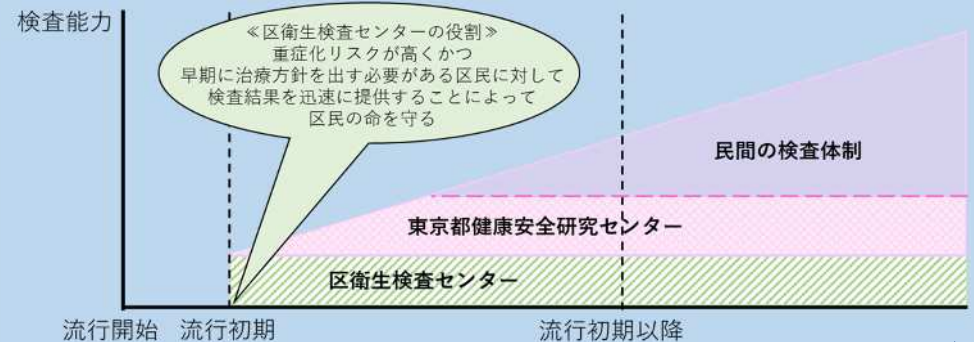 検査能力
≪区衛生検査センターの役割≫
重症化リスクが高くかつ
早期に治療方針を出す必要がある区民に対して
検査結果を迅速に提供することによって
区民の命を守る
民間の検査体制
東京都健康安全研究センター
区衛生検査センター
流行開始
流行初期
流行初期以降